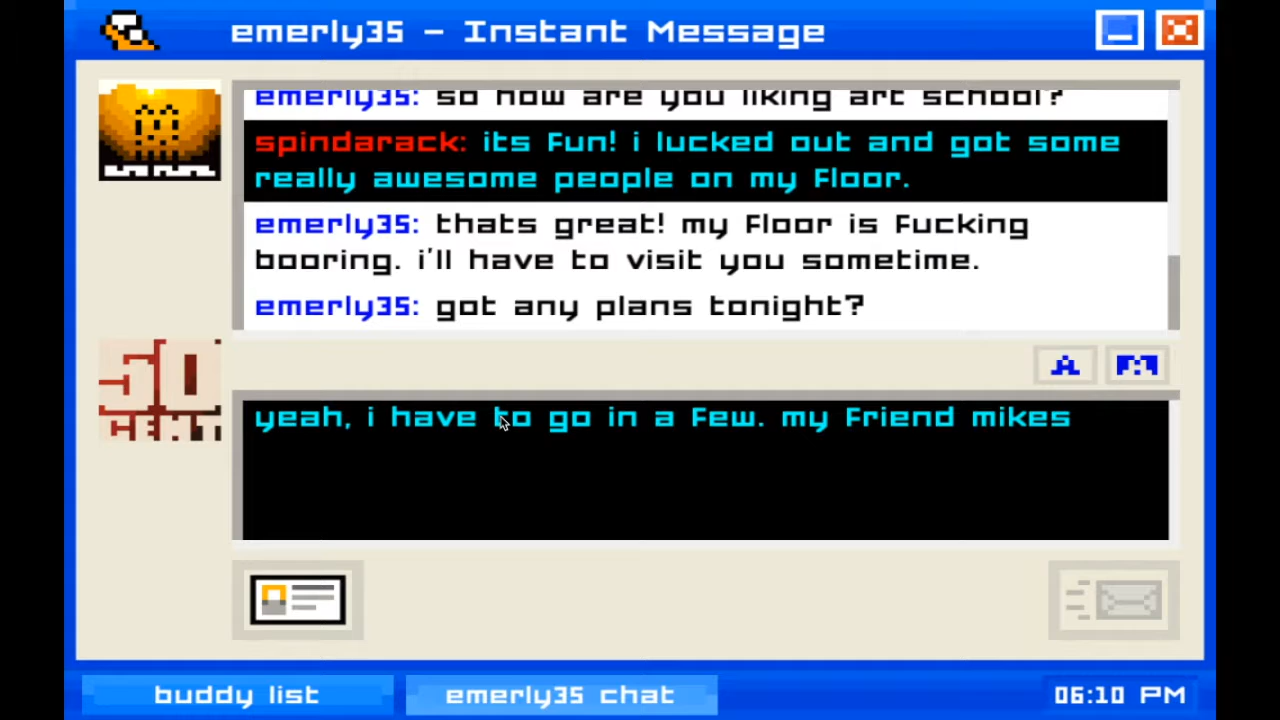 emerly35 - Instant Message
emerly35: so how are you liking art school?
spindarack: its Fun! i lucked out and got some
really awesome people on my Floor.
emerly35: thats great! my Floor is Fucking
booring. i'll have to visit you sometime.
emerly35: got any plans tonight?
50
CENT
A
yeah, i have to go in a Few. my Friend mikes
buddy list
emerly35 chat
06:10 PM